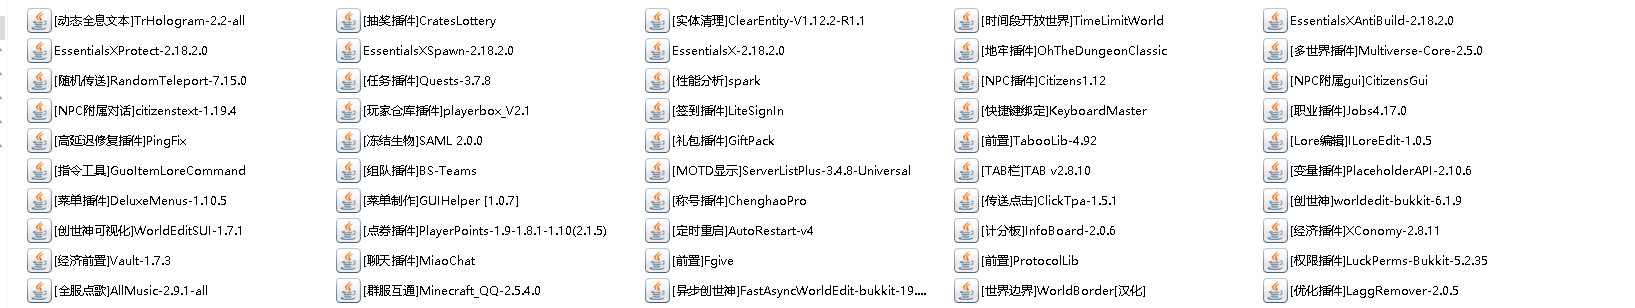 [动态全息文本]TrHologram-2.2-all [抽奖插件]CratesLottery [实体清理]ClearEntity-V1.12.2-R1.1 [时间段开放世界]TimeLimitWorld EssentialsXAntiBuild-2.18.2.0
EssentialsXProtect-2.18.2.0 EssentialsXSpawn-2.18.2.0 EssentialsX-2.18.2.0 [地牢插件]OhTheDungeonClassic [多世界插件]Multiverse-Core-2.5.0
[随机传送]RandomTeleport-7.15.0 [任务插件]Quests-3.7.8 [性能分析]spark [NPC插件]Citizens1.12 [NPC附属gui]CitizensGui
[NPC附属对话]citizenstext-1.19.4 [玩家仓库插件]playerbox_V2.1 [签到插件]LiteSignIn [快捷键绑定]KeyboardMaster [职业插件]Jobs4.17.0
[高延迟修复插件]PingFix [冻结生物]SAML 2.0.0 [礼包插件]GiftPack [前置]TabooLib-4.92 [Lore编辑]ILoreEdit-1.0.5
[指令工具]GuoItemLoreCommand [组队插件]BS-Teams [MOTD显示]ServerListPlus-3.4.8-Universal [TAB栏]TAB v2.8.10 [变量插件]PlaceholderAPI-2.10.6
[菜单插件]DeluxeMenus-1.10.5 [菜单制作]GUIHelper [1.0.7] [称号插件]ChenghaoPro [传送点击]ClickTpa-1.5.1 [创世神]worldedit-bukkit-6.1.9
[创世神可视化]WorldEditSUI-1.7.1 [点券插件]PlayerPoints-1.9-1.8.1-1.10(2.1.5) [定时重启]AutoRestart-v4 [计分板]InfoBoard-2.0.6 [经济插件]XConomy-2.8.11
[经济前置]Vault-1.7.3 [聊天插件]MiaoChat [前置]Fgive [前置]ProtocolLib [权限插件]LuckPerms-Bukkit-5.2.35
[全服点歌]AllMusic-2.9.1-all [群服互通]Minecraft_QQ-2.5.4.0 [异步创世神]FastAsyncWorldEdit-bukkit-19.... [世界边界]WorldBorder[汉化] [优化插件]LaggRemover-2.0.5